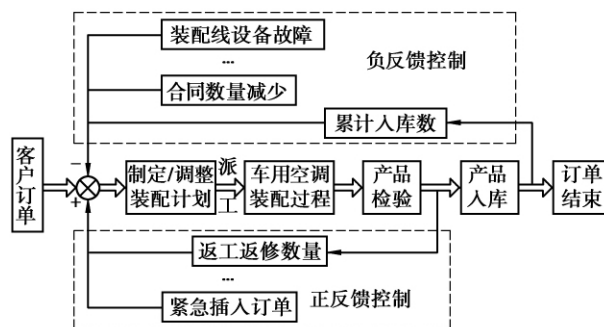 装配线设备故障
...
合同数量减少
负反馈控制
累计入库数
客户订单
−
+
制定/调整
装配计划
派
工
车用空调
装配过程
产品
检验
产品
入库
订单
结束
返工返修数量
...
紧急插入订单
正反馈控制